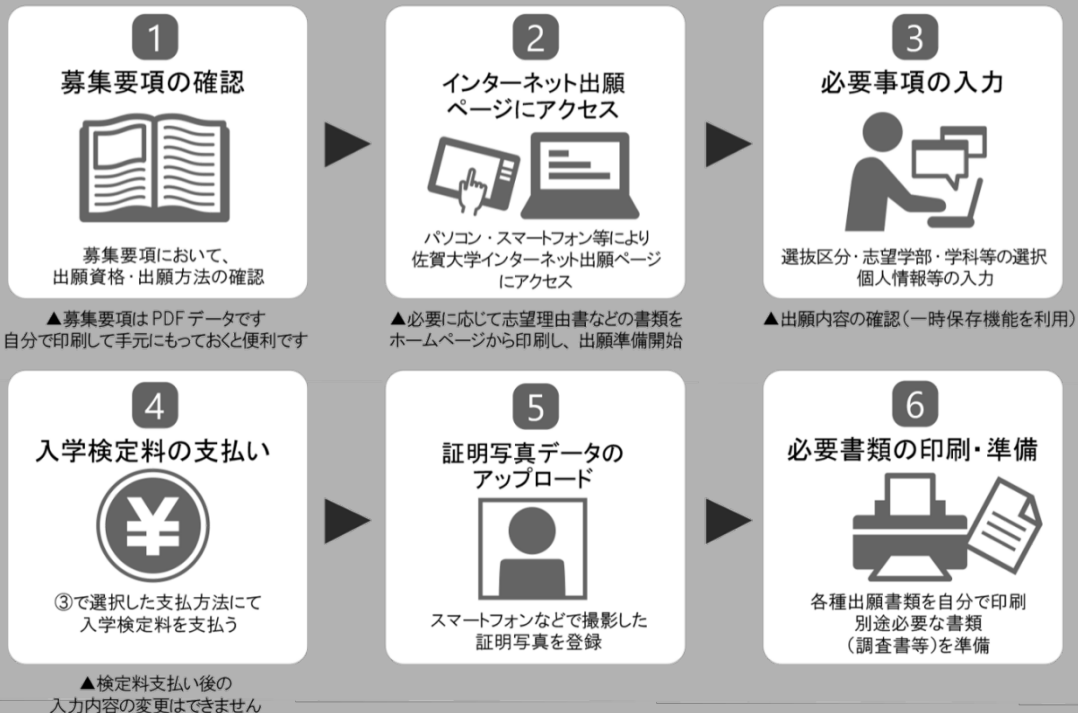 1
募集要項の確認
募集要項において、
出願資格・出願方法の確認
▲募集要項はPDFデータです
自分で印刷して手元にもっておくと便利です
2
インターネット出願
ページにアクセス
パソコン・スマートフォン等により
佐賀大学インターネット出願ページ
にアクセス
▲必要に応じて志望理由書などの書類を
ホームページから印刷し、出願準備開始
3
必要事項の入力
選抜区分・志望学部・学科等の選択
個人情報等の入力
▲出願内容の確認(一時保存機能を利用)
4
入学検定料の支払い
¥
③で選択した支払方法にて
入学検定料を支払う
▲検定料支払い後の
入力内容の変更はできません
5
証明写真データの
アップロード
スマートフォンなどで撮影した
証明写真を登録
6
必要書類の印刷・準備
各種出願書類を自分で印刷
別途必要な書類
(調査書等)を準備